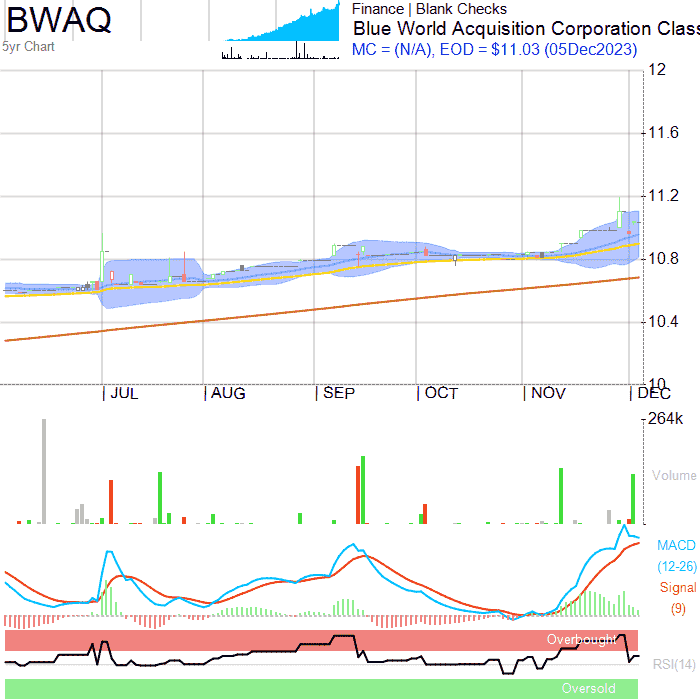 BWAQ
5yr Chart
Finance | Blank Checks
Blue World Acquisition Corporation Class
MC = (N/A), EOD = $11.03 (05Dec2023)
12
11.6
11.2
10.8
10.4
10
JUL AUG SEP OCT NOV DEC
264k
Volume
MACD
(12-26)
Signal
(9)
Overbought
RSI(14)
Oversold